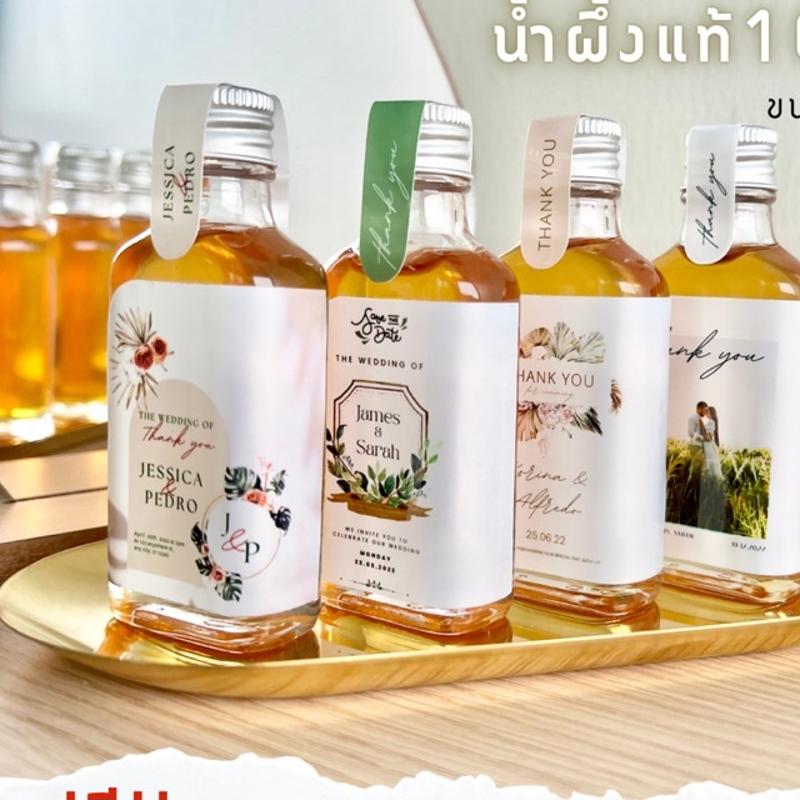 น้ำผึ้งแท้ 1
JESSICA
&
PEDRO
THE WEDDING OF
Thank you
JESSICA
&
PEDRO
J&P
thank you
Save THE
Date
THE WEDDING OF
James
&
Sarah
WE INVITE YOU TO
CELEBRATE OUR WEDDING
MONDAY
22.05.2022
THANK YOU
HANK YOU
&
Alfredo
25.06.22
thank you
ank you